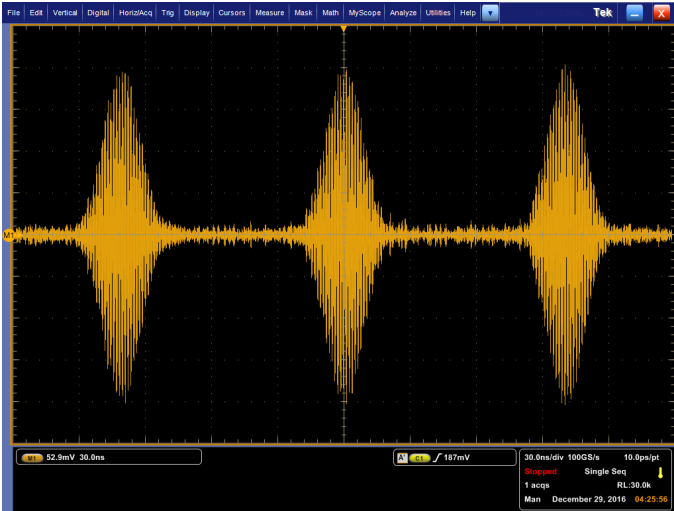 File Edit Vertical Digital Horiz/Acq Trig Display Cursors Measure Mask Math MyScope Analyze Utilities Help Tek X
M1
M1 52.9mV 30.0ns
A' C1 187mV
30.0ns/div 100GS/s 10.0ps/pt
Stopped Single Seq
1 acqs RL:30.0k
Man December 29, 2016 04:25:56